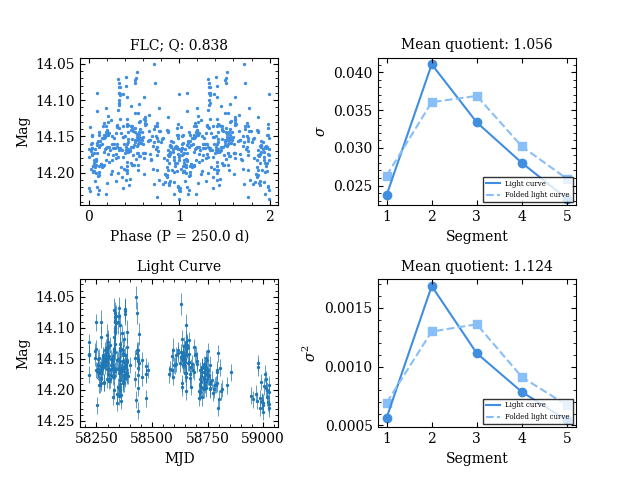 FLC; Q: 0.838
Mag
14.05
14.10
14.15
14.20
0
1
2
Phase (P = 250.0 d)
Mean quotient: 1.056
σ
0.040
0.035
0.030
0.025
Light curve
Folded light curve
1 2 3 4 5
Segment
Light Curve
Mag
14.05
14.10
14.15
14.20
14.25
58250 58500 58750 59000
MJD
Mean quotient: 1.124
σ²
0.0015
0.0010
0.0005
Light curve
Folded light curve
1 2 3 4 5
Segment